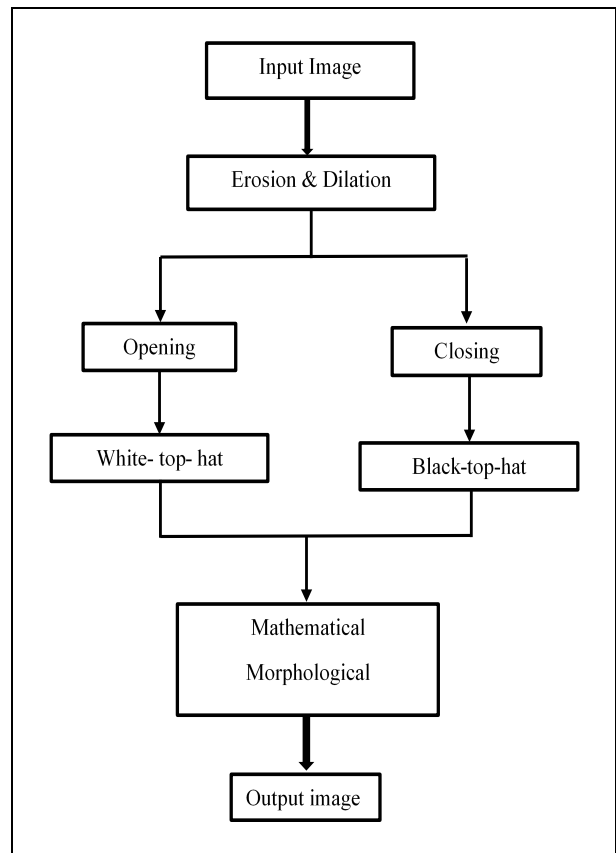 Input Image
Erosion & Dilation
Opening
Closing
White- top- hat
Black-top-hat
Mathematical
Morphological
Output image